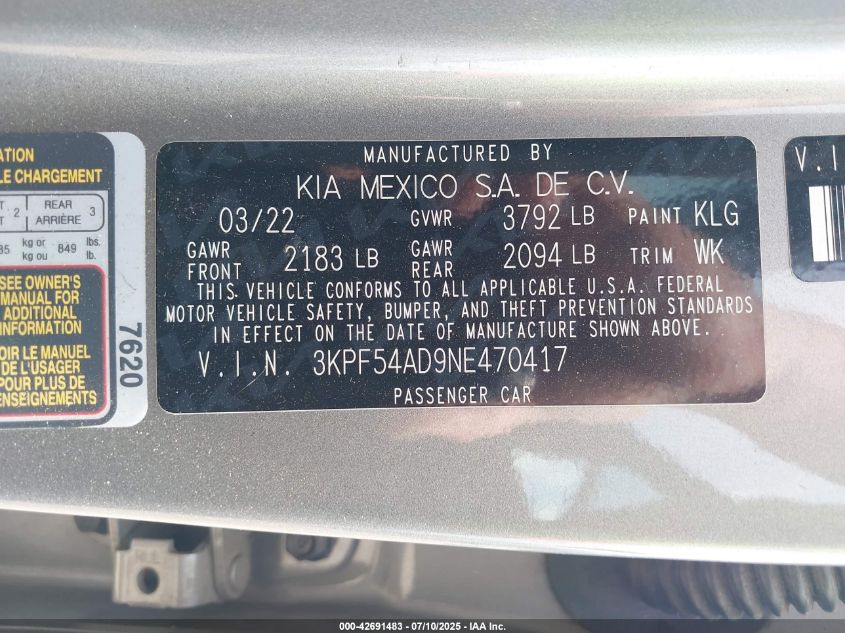 ATION
LE CHARGEMENT
T 2 REAR 3
T ARRIÈRE
85 kg or 849 lbs.
kg ou lb.
SEE OWNER'S
MANUAL FOR
ADDITIONAL
INFORMATION
OIR LE MANUEL
DE L'USAGER
POUR PLUS DE
ENSEIGNEMENTS
7620
MANUFACTURED BY
KIA MEXICO S.A. DE C.V.
03/22 GVWR 3792 LB PAINT KLG
GAWR FRONT 2183 LB GAWR REAR 2094 LB TRIM WK
THIS VEHICLE CONFORMS TO ALL APPLICABLE U.S.A. FEDERAL
MOTOR VEHICLE SAFETY, BUMPER, AND THEFT PREVENTION STANDARDS
IN EFFECT ON THE DATE OF MANUFACTURE SHOWN ABOVE.
V.I.N. 3KPF54AD9NE470417
PASSENGER CAR
V.I
000-42691483 - 07/10/2025 - IAA Inc.